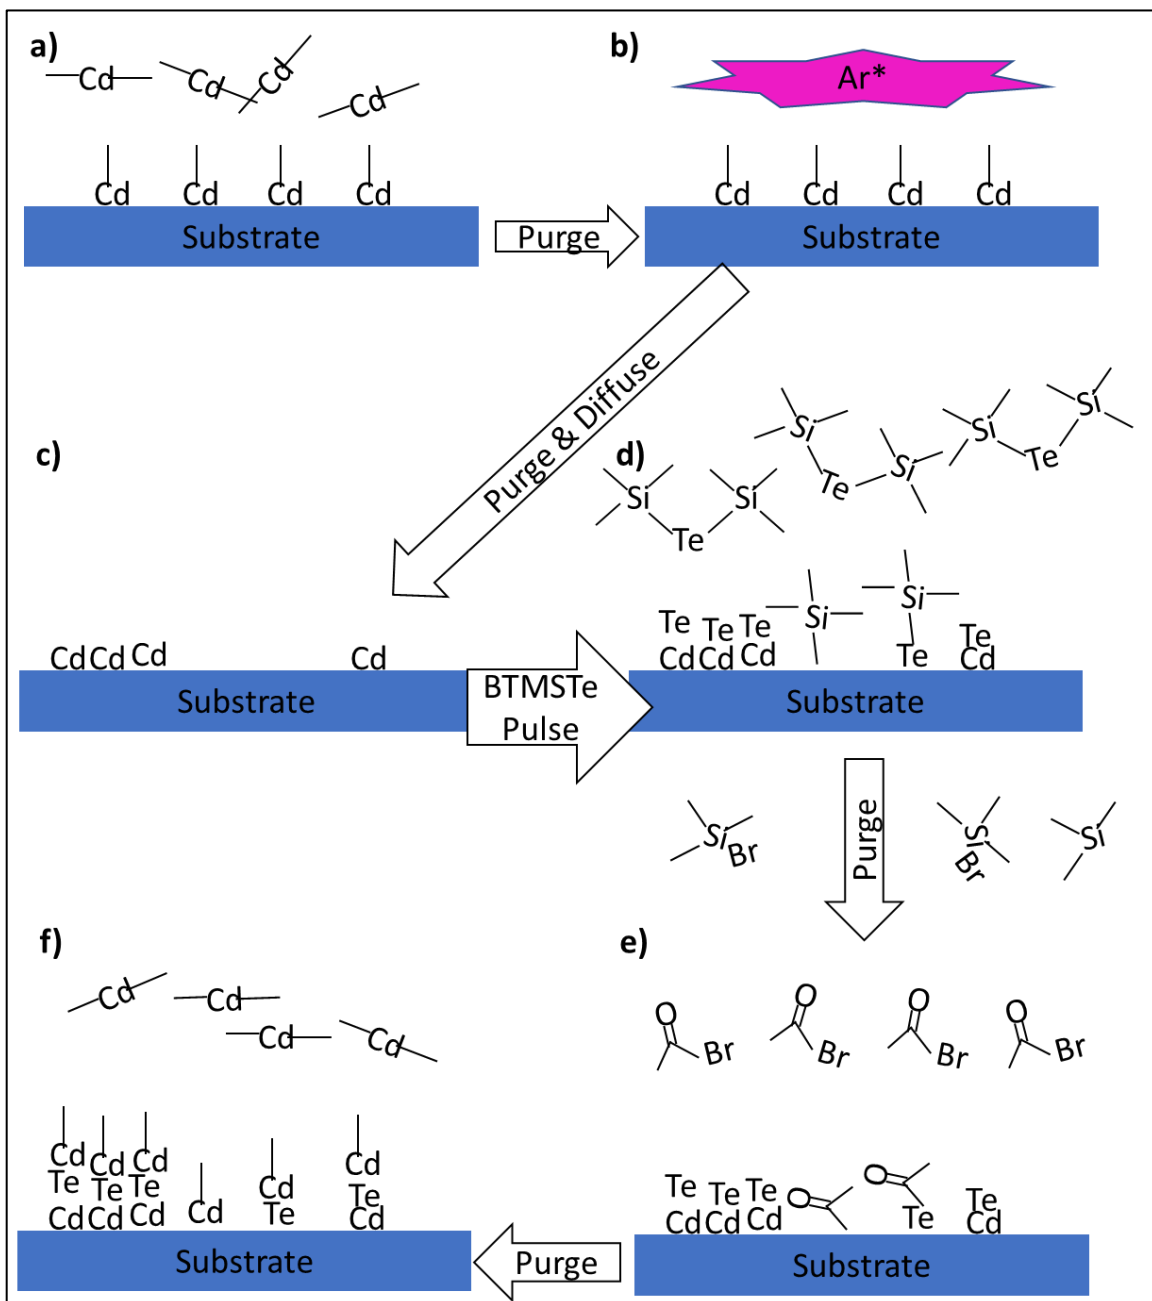 a)
Cd Cd Cd Cd
Cd Cd Cd Cd
Substrate
Purge
b)
Ar*
Cd Cd Cd Cd
Substrate
Purge & Diffuse
c)
Cd Cd Cd Cd
Substrate
BTMSTe
Pulse
d)
Si Si Si Si
Si Si
Te Te Te
Te Te Te Si Si Te
Cd Cd Cd Te Cd
Substrate
Purge
Si Br
Si Br
Si
e)
O O O O
Br Br Br Br
Te Te Te O O Te
Cd Cd Cd Te Cd
Substrate
Purge
f)
Cd Cd Cd Cd
Cd Cd Cd Cd Cd
Te Te Te Te
Cd Cd Cd Cd Te Cd
Substrate